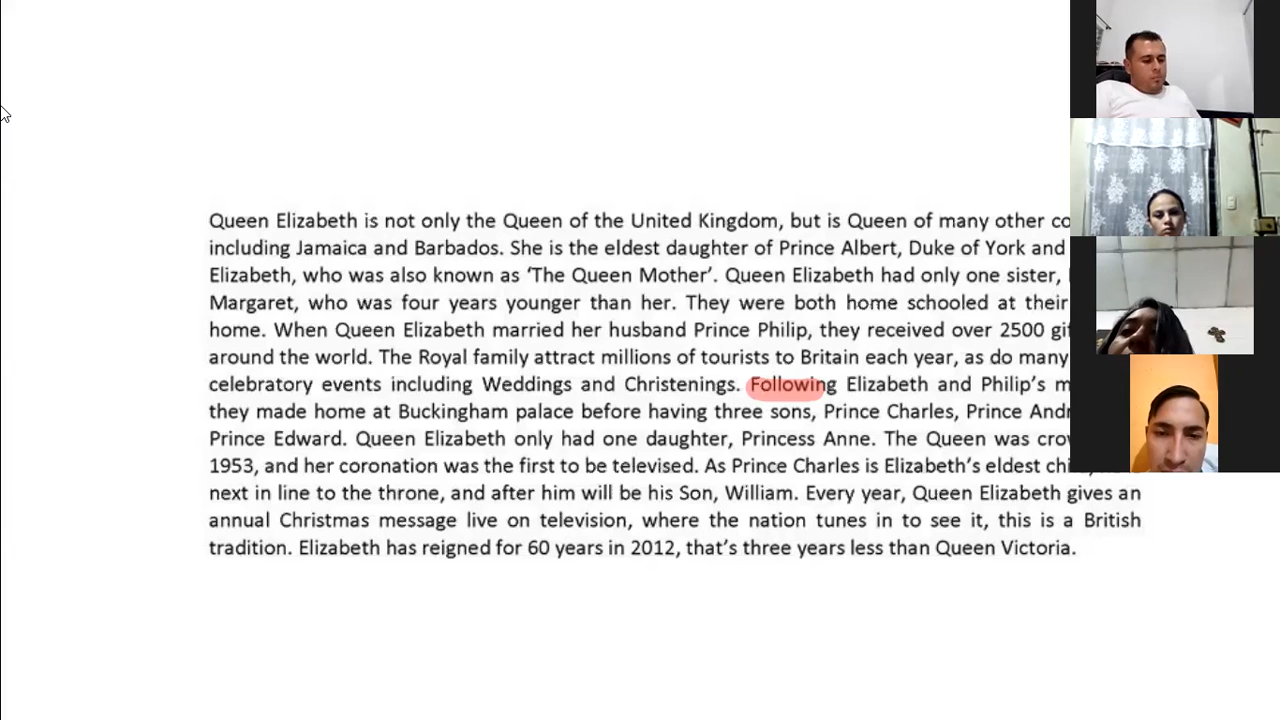 Queen Elizabeth is not only the Queen of the United Kingdom, but is Queen of many other
including Jamaica and Barbados. She is the eldest daughter of Prince Albert, Duke of York and
Elizabeth, who was also known as ‘The Queen Mother’. Queen Elizabeth had only one sister,
Margaret, who was four years younger than her. They were both home schooled at their
home. When Queen Elizabeth married her husband Prince Philip, they received over 2500
around the world. The Royal family attract millions of tourists to Britain each year, as do many
celebratory events including Weddings and Christenings. Following Elizabeth and Philip’s
they made home at Buckingham palace before having three sons, Prince Charles, Prince
Prince Edward. Queen Elizabeth only had one daughter, Princess Anne. The Queen was
1953, and her coronation was the first to be televised. As Prince Charles is Elizabeth’s eldest
next in line to the throne, and after him will be his Son, William. Every year, Queen Elizabeth gives an
annual Christmas message live on television, where the nation tunes in to see it, this is a British
tradition. Elizabeth has reigned for 60 years in 2012, that’s three years less than Queen Victoria.